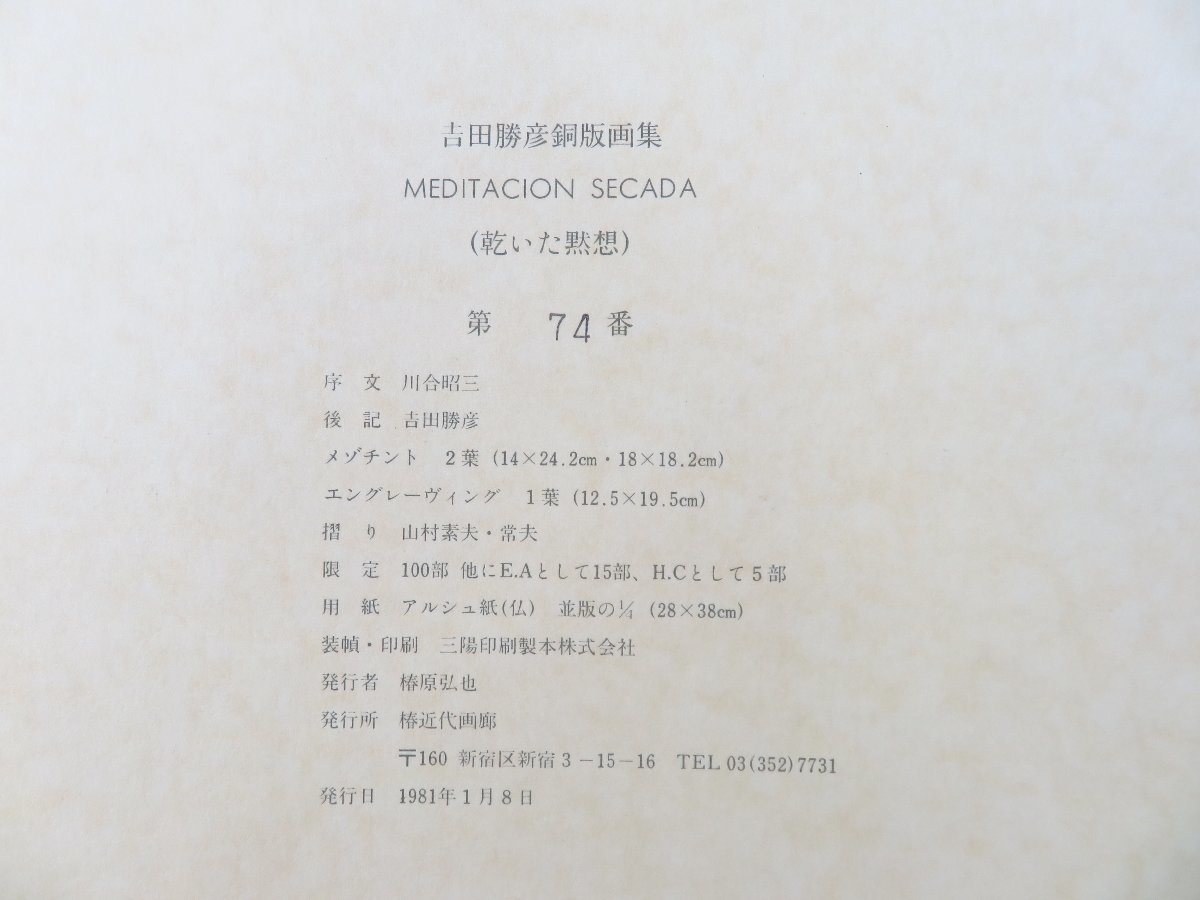 吉田勝彦銅版画集
MEDITACION SECADA
(乾いた黙想)
第 74 番
序 文 川合昭三
後 記 吉田勝彦
メゾチント 2葉 (14×24.2cm・18×18.2cm)
エングレーヴィング 1葉 (12.5×19.5cm)
摺 り 山村素夫・常夫
限 定 100部 他にE.Aとして15部、H.Cとして5部
用 紙 アルシュ紙(仏) 並版の¼ (28×38cm)
装幀・印刷 三陽印刷製本株式会社
発行者 椿原弘也
発行所 椿近代画廊
〒160 新宿区新宿3-15-16 TEL 03(352)7731
発行日 1981年1月8日